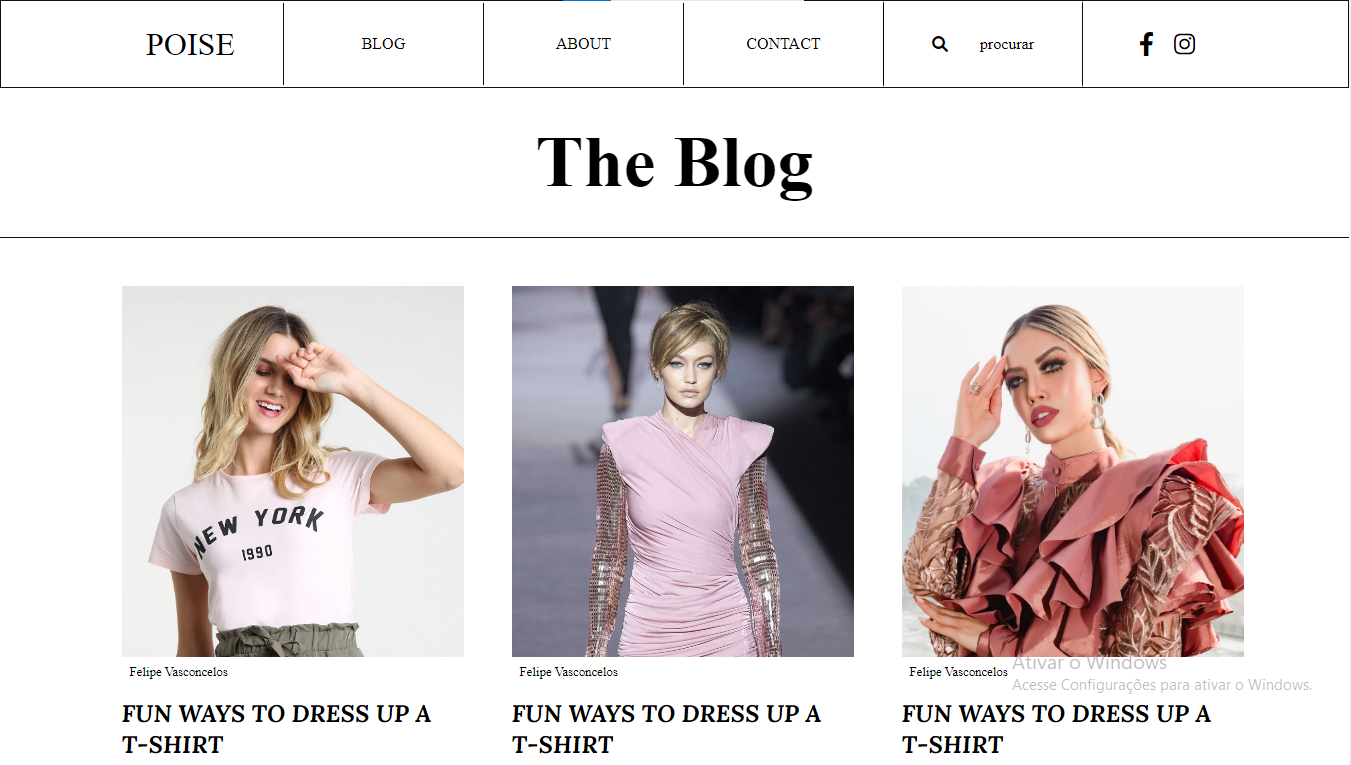 POISE
BLOG
ABOUT
CONTACT
procurar
The Blog
NEW YORK
1990
Felipe Vasconcelos
Felipe Vasconcelos
Felipe Vasconcelos
Ativar o Windows
Acesse Configurações para ativar o Windows.
FUN WAYS TO DRESS UP A
T-SHIRT
FUN WAYS TO DRESS UP A
T-SHIRT
FUN WAYS TO DRESS UP A
T-SHIRT